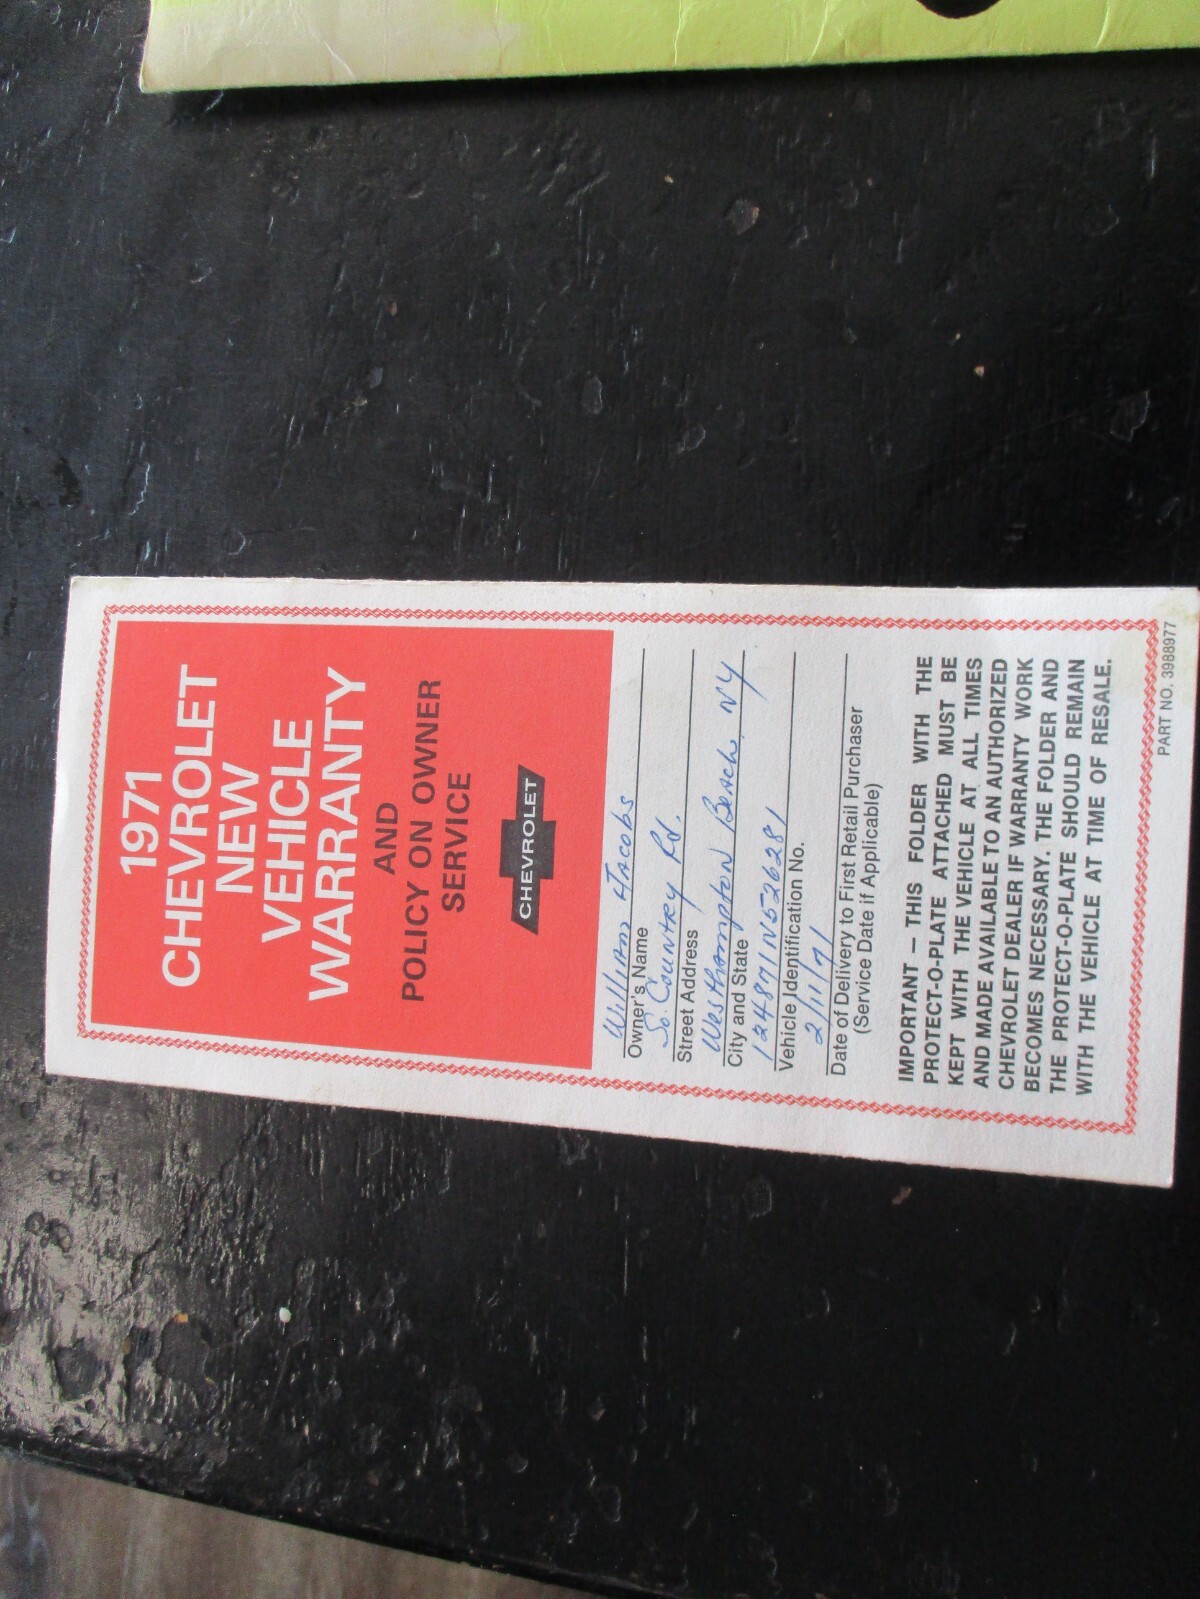 1971
CHEVROLET
NEW
VEHICLE
WARRANTY
AND
POLICY ON OWNER
SERVICE
CHEVROLET
William Jacobs
Owner's Name
So. Country Rd.
Street Address
Westhampton Beach, NY
City and State
124871N526281
Vehicle Identification No.
2/11/71
Date of Delivery to First Retail Purchaser
(Service Date if Applicable)
IMPORTANT – THIS FOLDER WITH THE
PROTECT-O-PLATE ATTACHED MUST BE
KEPT WITH THE VEHICLE AT ALL TIMES
AND MADE AVAILABLE TO AN AUTHORIZED
CHEVROLET DEALER IF WARRANTY WORK
BECOMES NECESSARY. THE FOLDER AND
THE PROTECT-O-PLATE SHOULD REMAIN
WITH THE VEHICLE AT TIME OF RESALE.
PART NO. 3988977